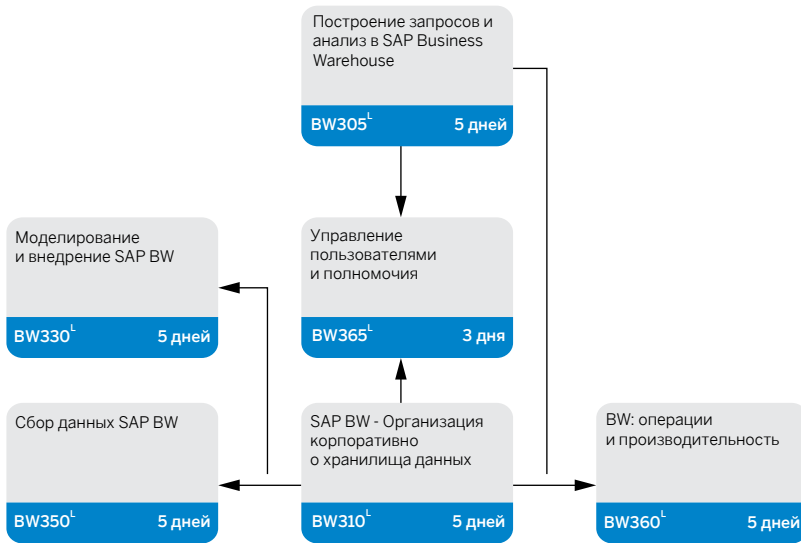 Построение запросов и
анализ в SAP Business
Warehouse
BW305ᴸ 5 дней
Моделирование
и внедрение SAP BW
BW330ᴸ 5 дней
Управление
пользователями
и полномочия
BW365ᴸ 3 дня
Сбор данных SAP BW
BW350ᴸ 5 дней
SAP BW - Организация
корпоративно
о хранилища данных
BW310ᴸ 5 дней
BW: операции
и производительность
BW360ᴸ 5 дней